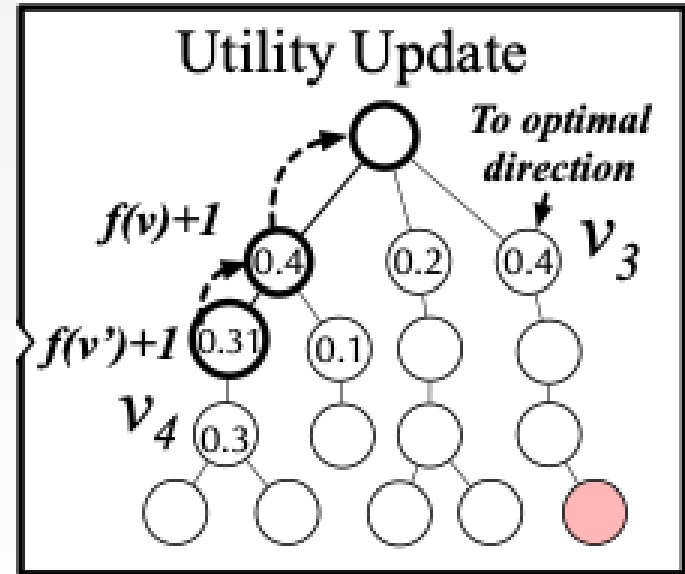 Utility Update
To optimal
direction
f(v)+1
0.4
0.2
0.4
v3
f(v')+1
0.31
0.1
v4
0.3